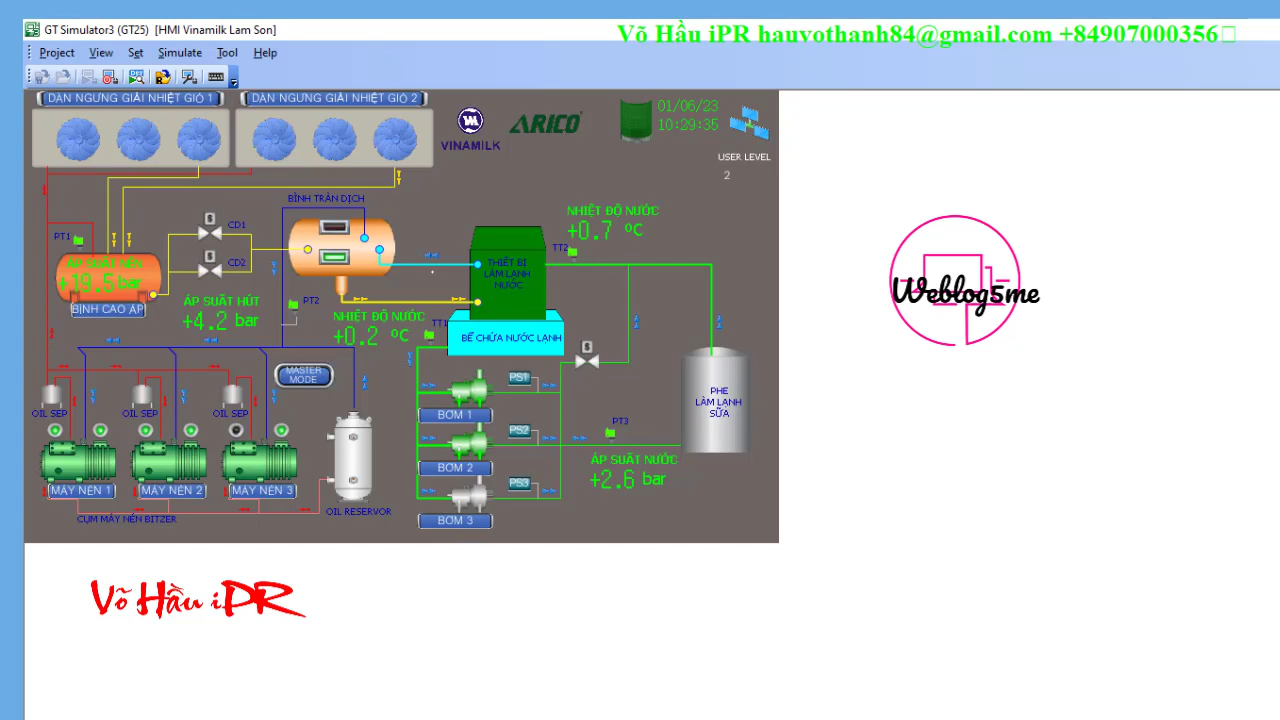 GT Simulator3 (GT25) [HMI Vinamilk Lam Son]
Võ Hầu iPR hauvothanh84@gmail.com +84907000356
Project View Set Simulate Tool Help
DÀN NGƯNG GIẢI NHIỆT GIÓ 1
DÀN NGƯNG GIẢI NHIỆT GIÓ 2
VINAMILK
ARICO
01/06/23
10:29:35
USER LEVEL
2
BÌNH TRÀN DỊCH
NHIỆT ĐỘ NƯỚC
+0.7 ºC
PT1
CD1
CD2
TT2
ÁP SUẤT NÉN
+19.5 bar
BÌNH CAO ÁP
THIẾT BỊ
LÀM LẠNH
NƯỚC
ÁP SUẤT HÚT
+4.2 bar
PT2
NHIỆT ĐỘ NƯỚC
+0.2 ºC
TT1
BỂ CHỨA NƯỚC LẠNH
Weblog5me
MASTER
MODE
PS1
PHE
LÀM LẠNH
SỮA
OIL SEP
OIL SEP
OIL SEP
BƠM 1
PT3
PS2
ÁP SUẤT NƯỚC
+2.6 bar
BƠM 2
PS3
MÁY NÉN 1
MÁY NÉN 2
MÁY NÉN 3
OIL RESERVOR
CỤM MÁY NÉN BITZER
BƠM 3
Võ Hầu iPR